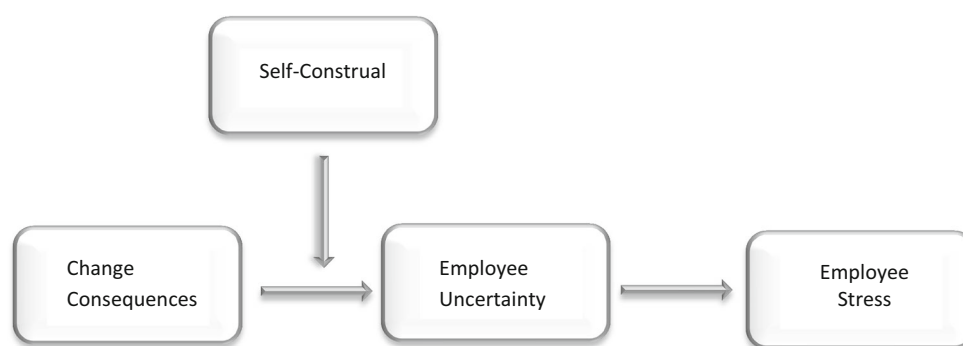 Self-Construal
Change
Consequences
Employee
Uncertainty
Employee
Stress